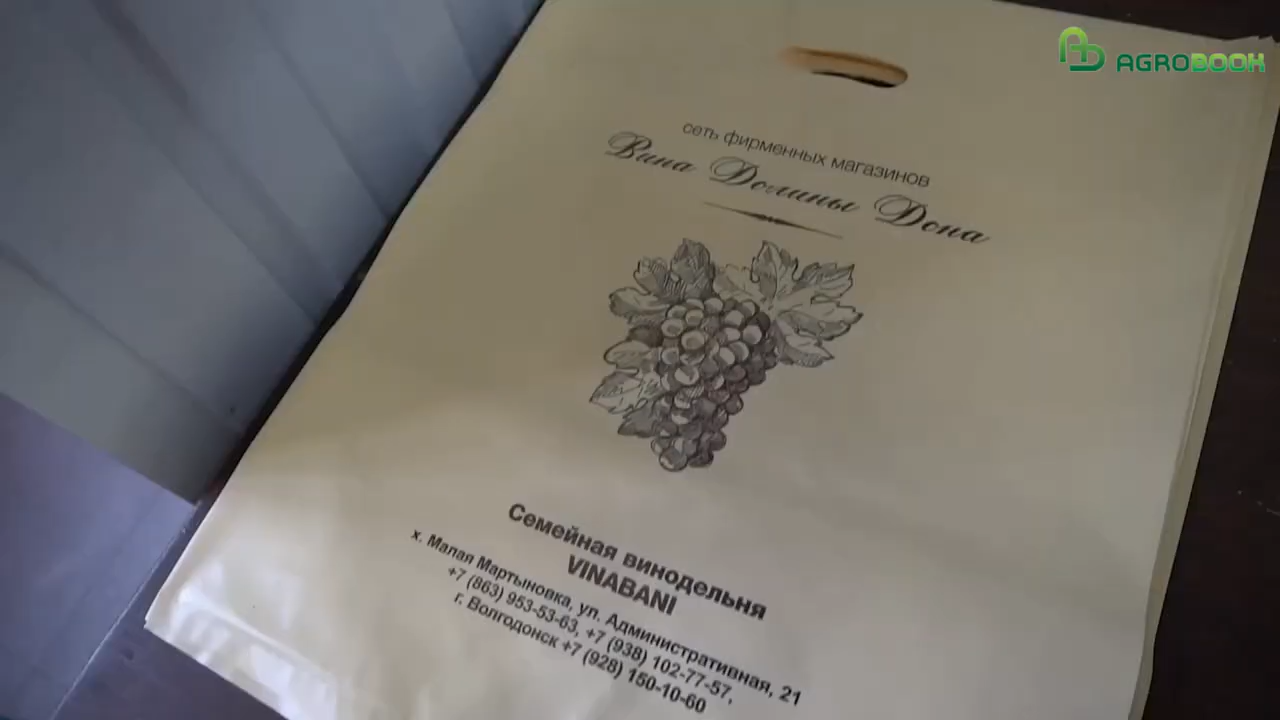 AGROBOOK
сеть фирменных магазинов
Вина Долины Дона
Семейная винодельня
VINABANI
х. Малая Мартыновка, ул. Административная, 21
+7 (863) 953-53-63, +7 (938) 102-77-57,
г. Волгодонск +7 (928) 150-10-60